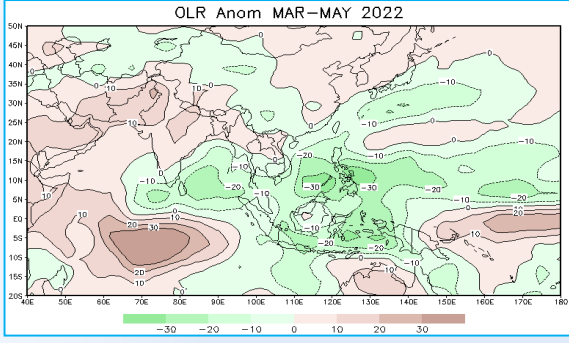 OLR Anom MAR-MAY 2022
50N
45N
40N
35N
30N
25N
20N
15N
10N
5N
EQ
5S
10S
15S
20S
40E 50E 60E 70E 80E 90E 100E 110E 120E 130E 140E 150E 160E 170E 180
-30 -20 -10 0 10 20 30